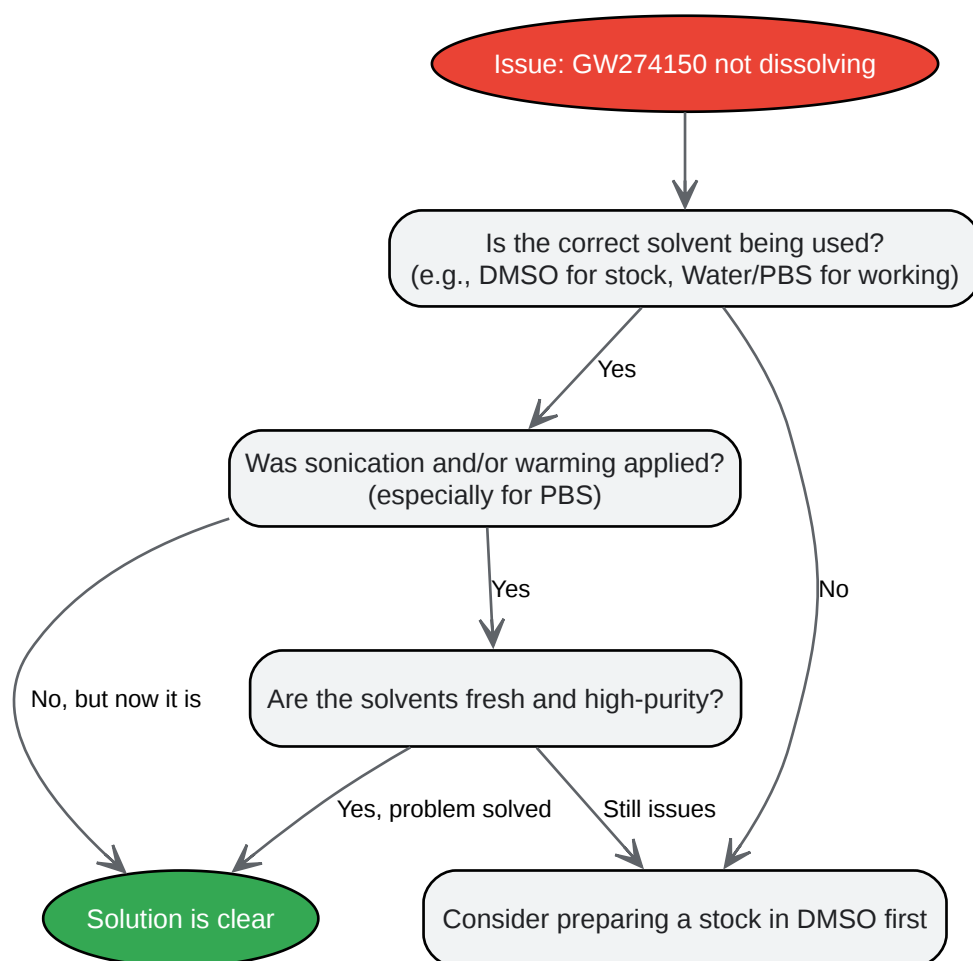 Issue: GW274150 not dissolving
Is the correct solvent being used?
(e.g., DMSO for stock, Water/PBS for working)
Yes
Was sonication and/or warming applied?
(especially for PBS)
Yes
No
Are the solvents fresh and high-purity?
No, but now it is
Yes, problem solved
Still issues
Solution is clear
Consider preparing a stock in DMSO first